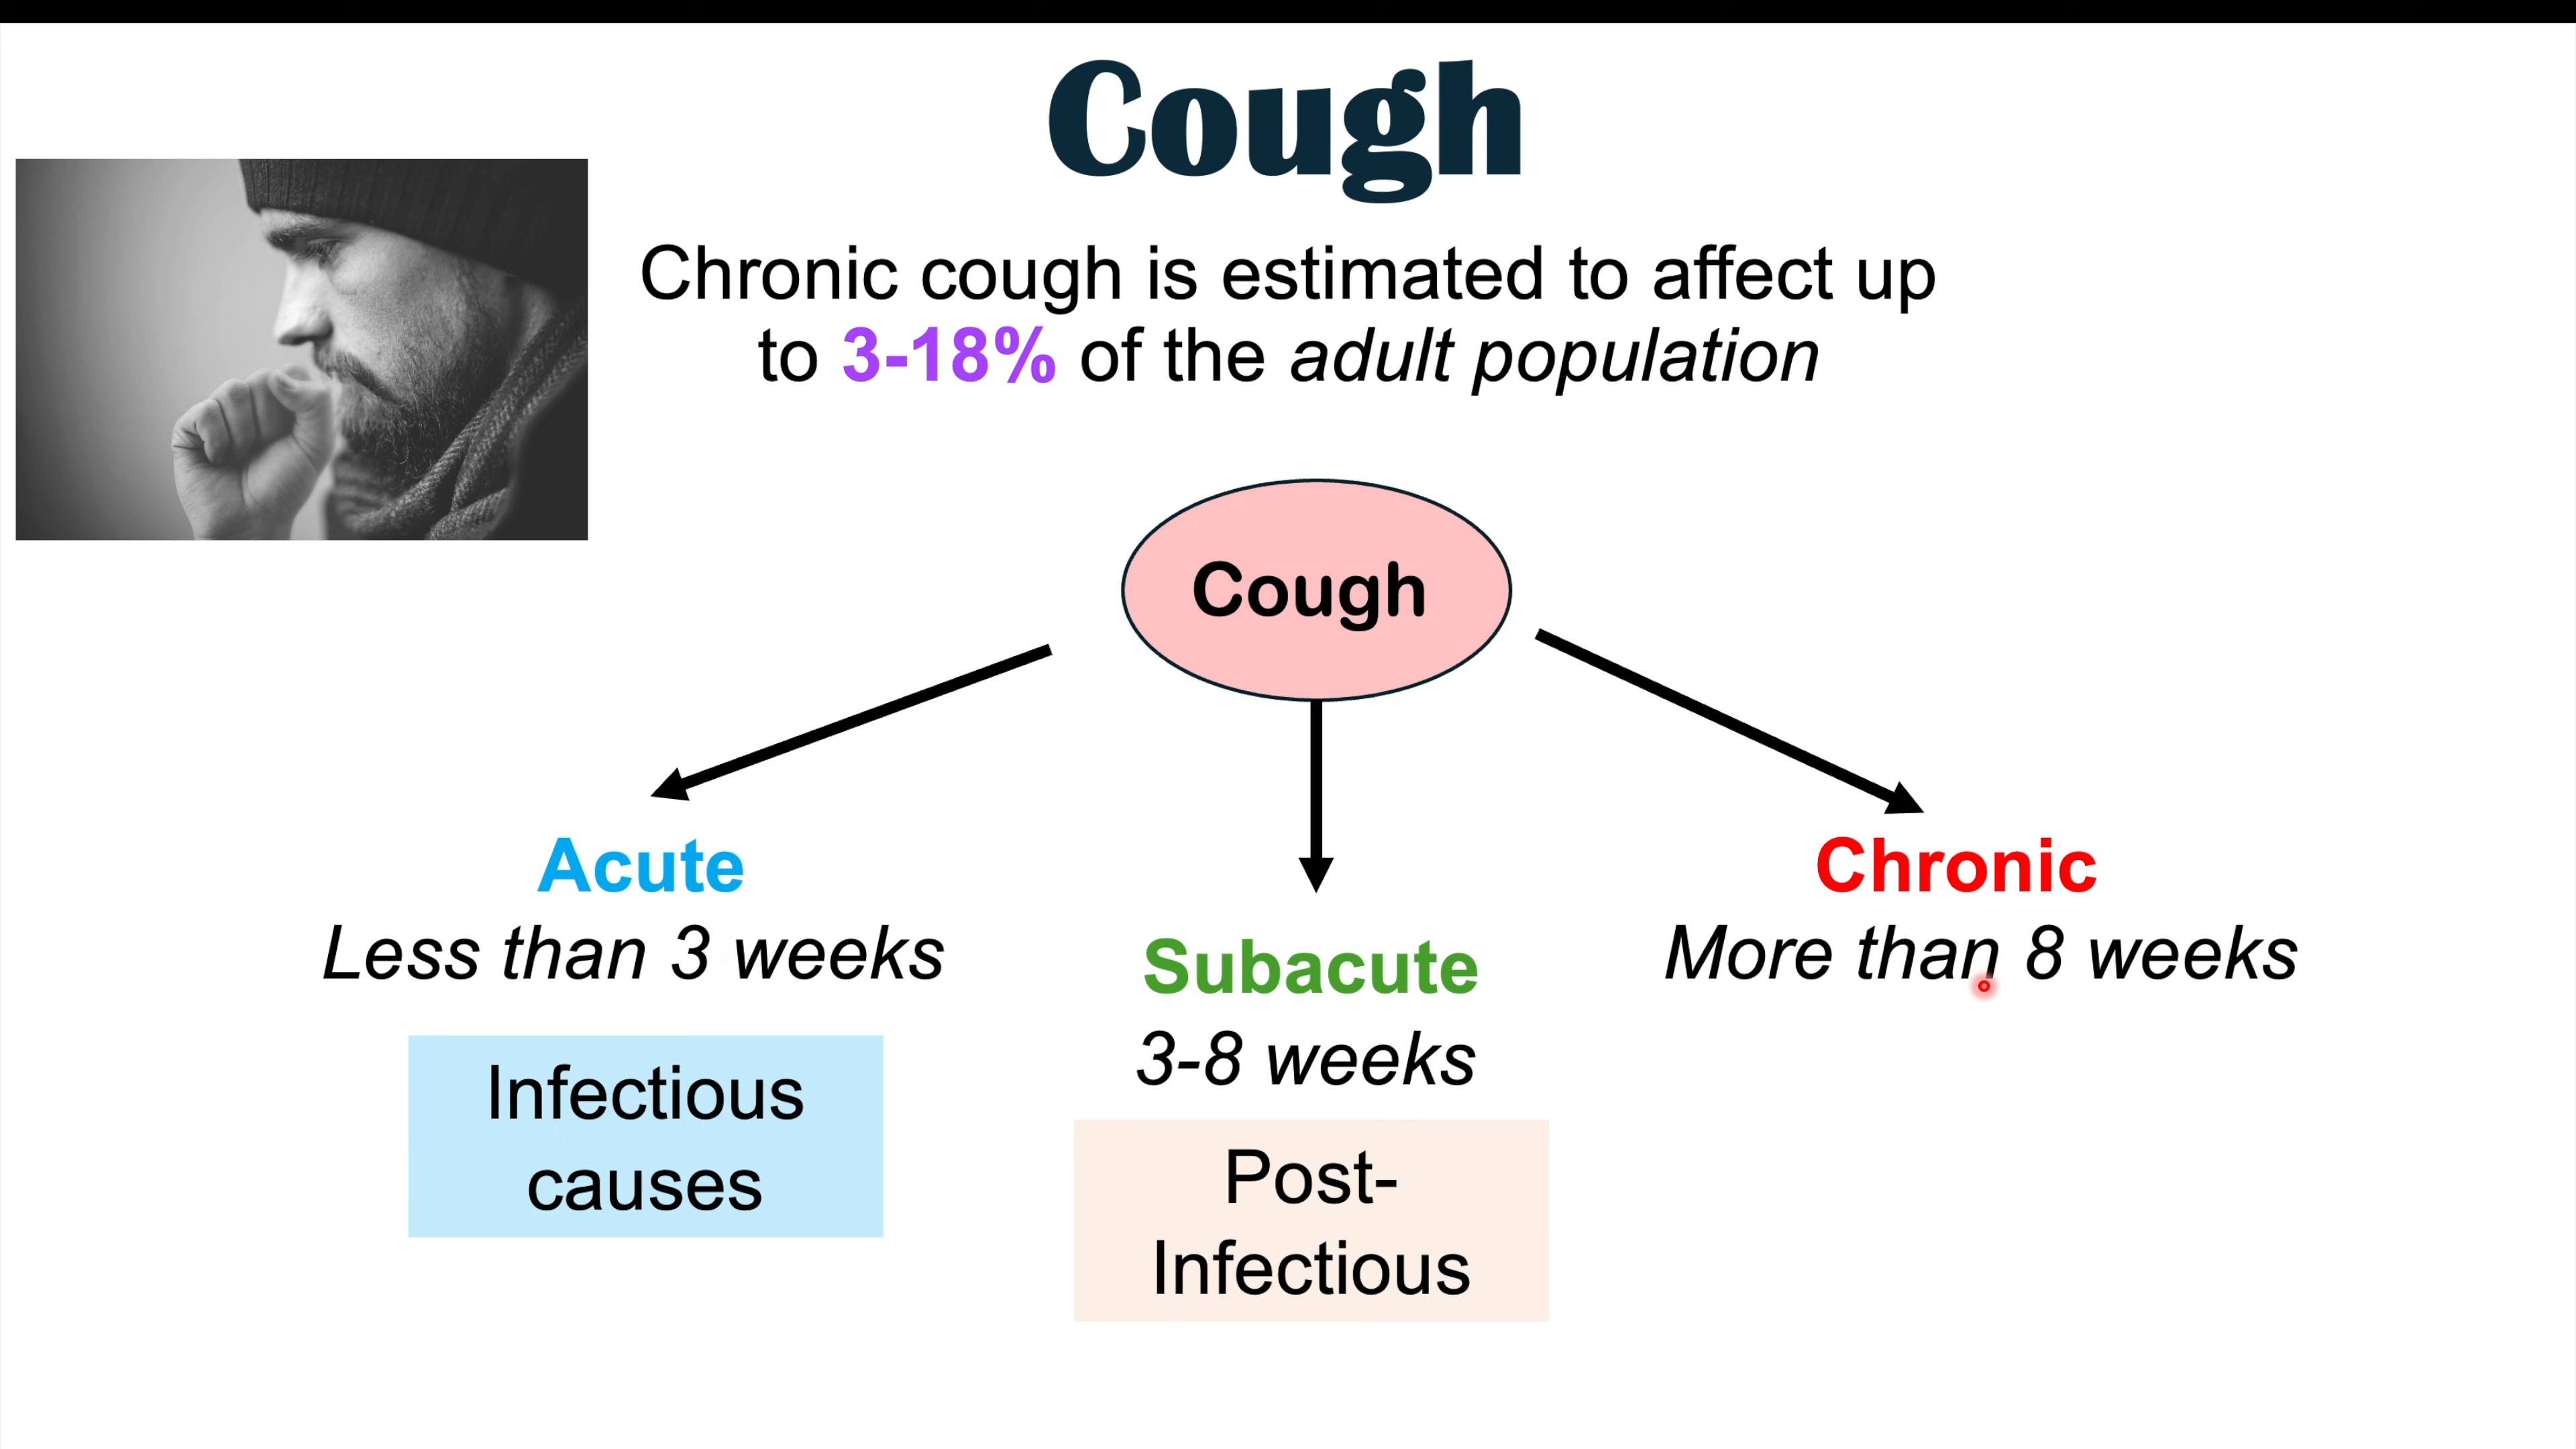 Cough
Chronic cough is estimated to affect up
to 3-18% of the adult population
Cough
Acute
Less than 3 weeks
Infectious
causes
Subacute
3-8 weeks
Post-
Infectious
Chronic
More than 8 weeks